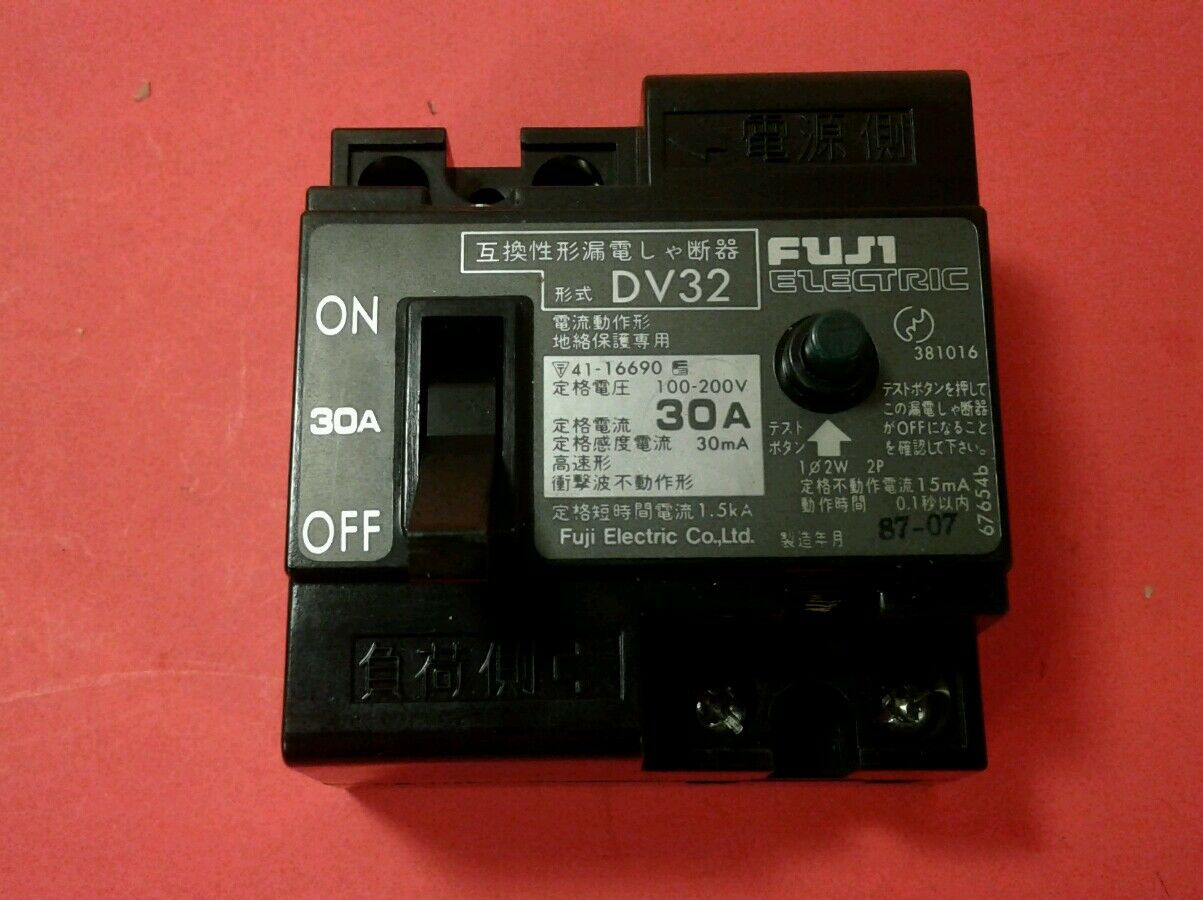 電源側
互換性形漏電しゃ断器
形式 DV32
FUJI
ELECTRIC
ON
30A
OFF
電流動作形
地絡保護専用
41-16690
定格電圧 100-200V
定格電流 30A
定格感度電流 30mA
高速形
衝撃波不動作形
定格短時間電流 1.5kA
Fuji Electric Co.,Ltd.
381016
テストボタンを押して
この漏電しゃ断器
がOFFになること
を確認して下さい。
テスト
ボタン
1ø2W 2P
定格不動作電流15mA
動作時間 0.1秒以内
製造年月 87-07
67654b
負荷側